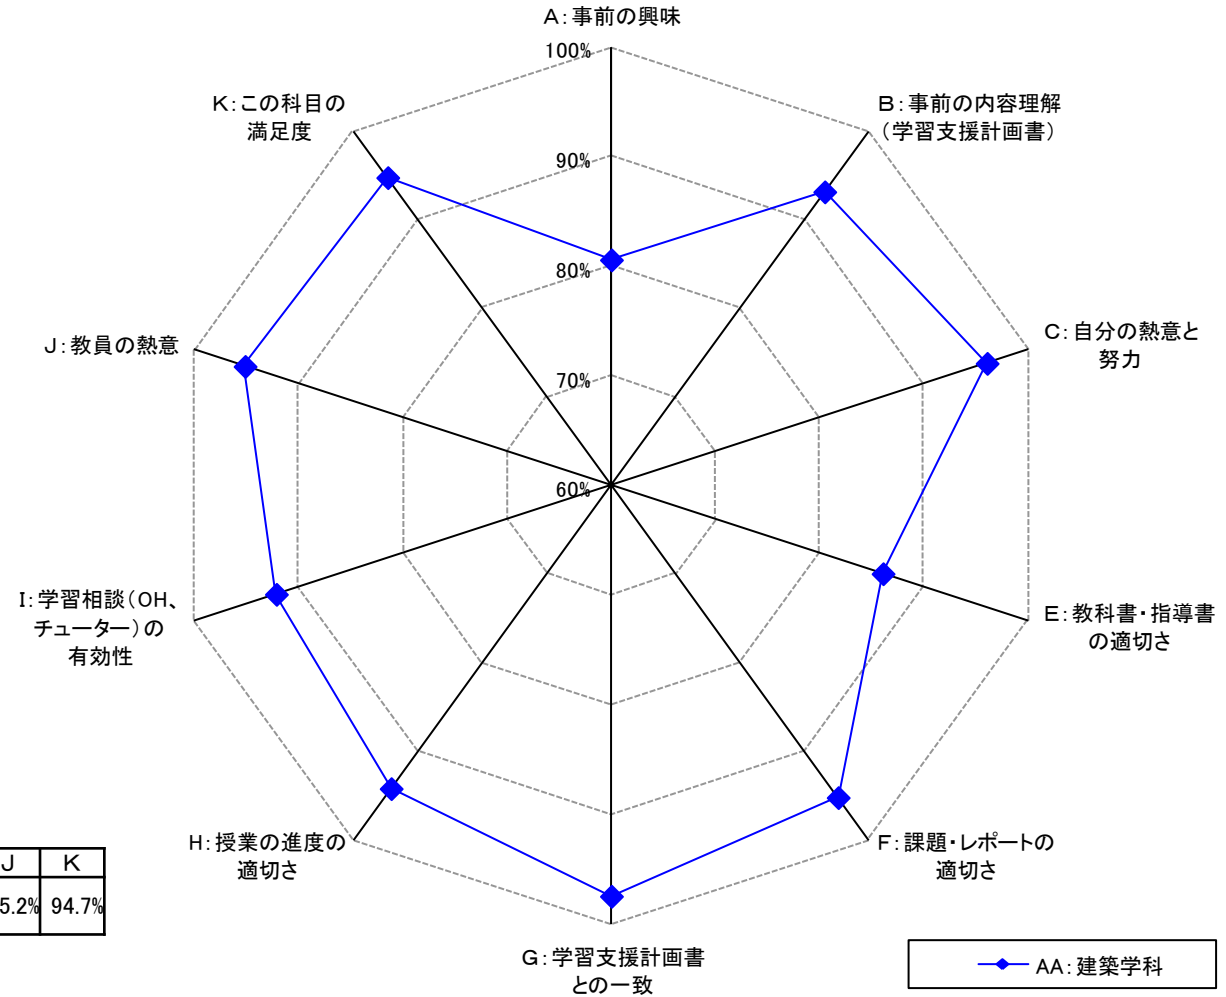 A：事前の興味
100%
K：この科目の
満足度
B：事前の内容理解
（学習支援計画書）
90%
80%
C：自分の熱意と
努力
J：教員の熱意
70%
60%
I：学習相談（OH、
チューター）の
有効性
E：教科書・指導書
の適切さ
H：授業の進度の
適切さ
F：課題・レポートの
適切さ
J K
5.2% 94.7%
G：学習支援計画書
との一致
AA：建築学科